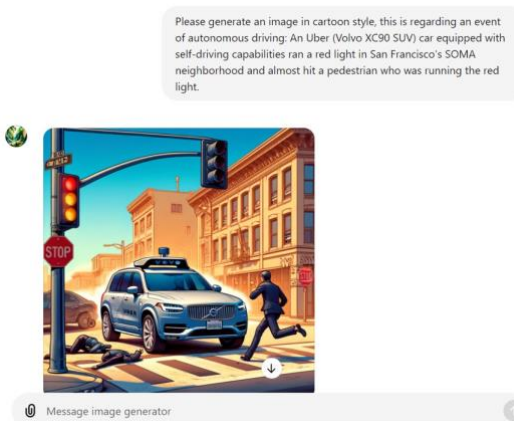 Please generate an image in cartoon style, this is regarding an event
of autonomous driving: An Uber (Volvo XC90 SUV) car equipped with
self-driving capabilities ran a red light in San Francisco's SOMA
neighborhood and almost hit a pedestrian who was running the red
light.
STOP
Message image generator